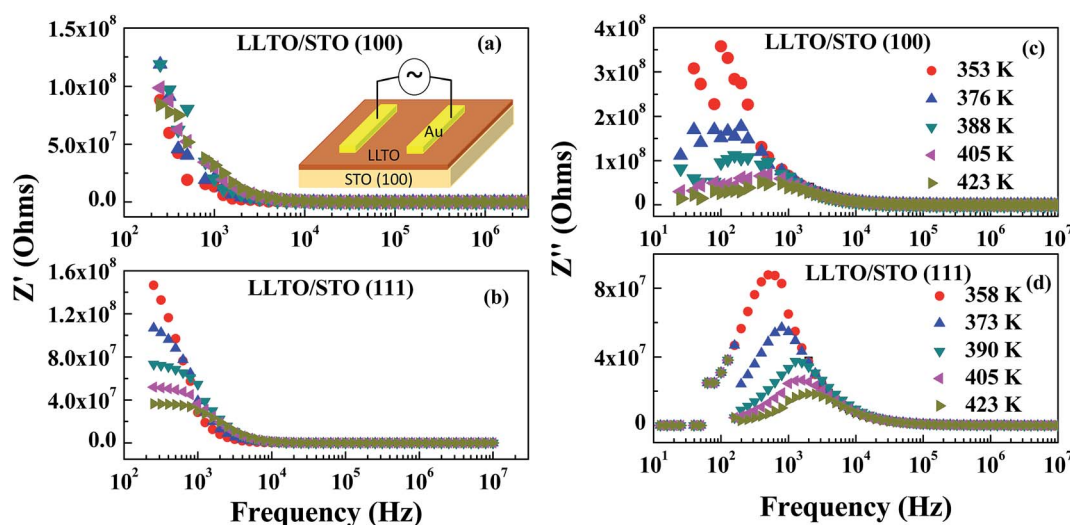 LLTO/STO (100)
(a)
1.5x10⁸
1.0x10⁸
5.0x10⁷
0.0
~
Au
LLTO
STO (100)
10² 10³ 10⁴ 10⁵ 10⁶
LLTO/STO (111)
(b)
1.6x10⁸
1.2x10⁸
8.0x10⁷
4.0x10⁷
0.0
10² 10³ 10⁴ 10⁵ 10⁶ 10⁷
Z' (Ohms)
Frequency (Hz)
LLTO/STO (100)
(c)
4x10⁸
3x10⁸
2x10⁸
1x10⁸
0
353 K
376 K
388 K
405 K
423 K
10¹ 10² 10³ 10⁴ 10⁵ 10⁶ 10⁷
LLTO/STO (111)
(d)
8x10⁷
4x10⁷
0
358 K
373 K
390 K
405 K
423 K
10¹ 10² 10³ 10⁴ 10⁵ 10⁶ 10⁷
Z'' (Ohms)
Frequency (Hz)